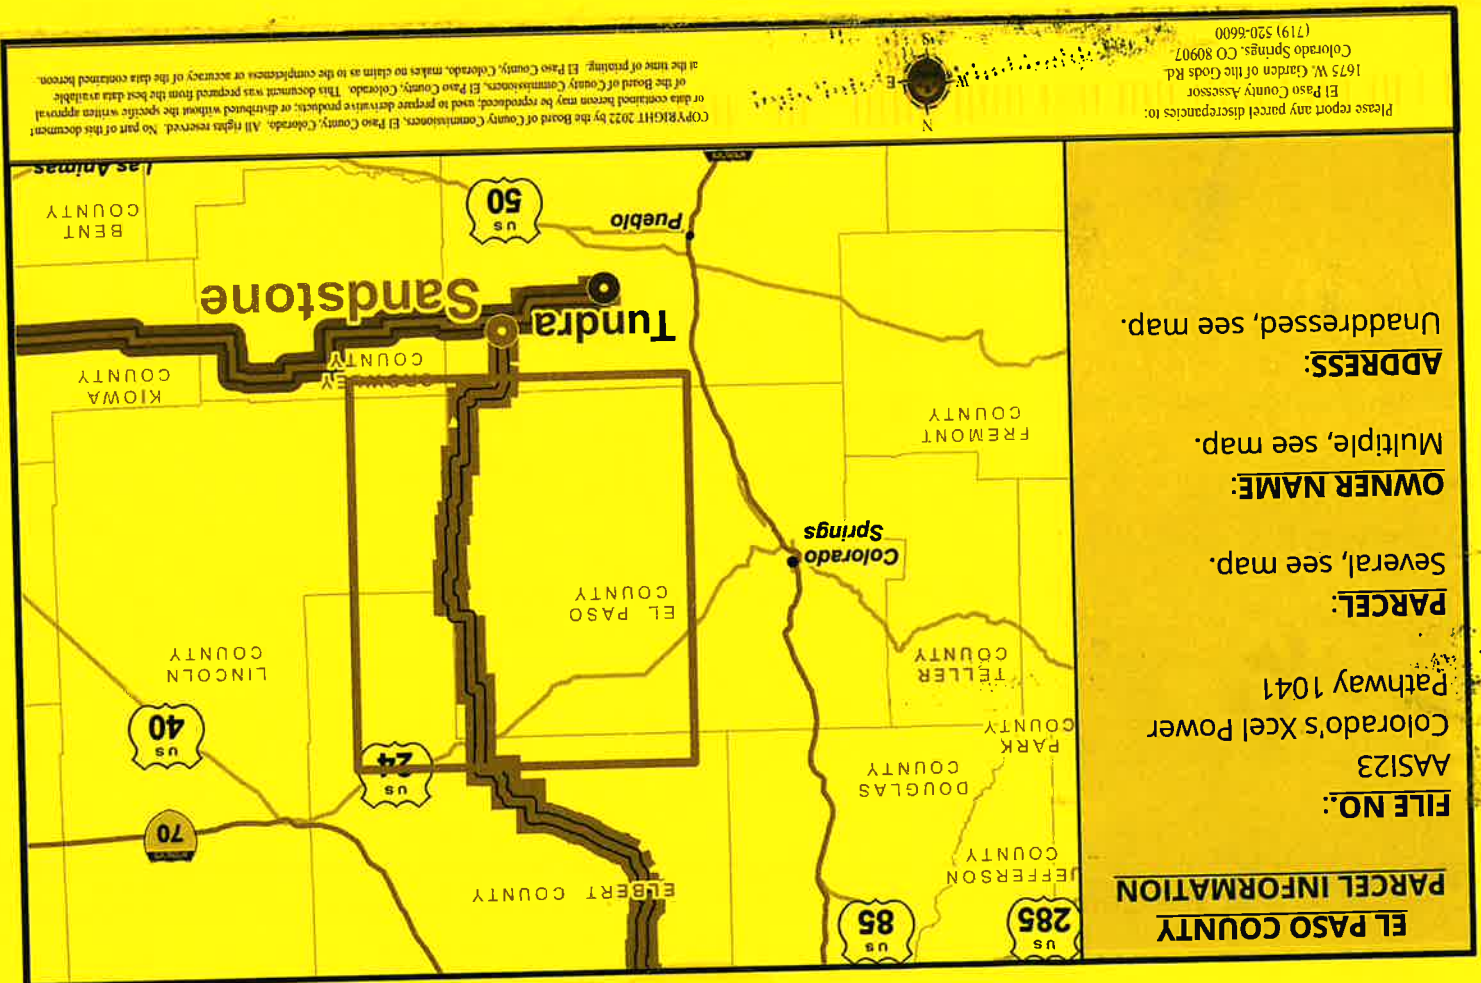 EL PASO COUNTY
PARCEL INFORMATION
FILE NO.:
AASI23
Colorado's Xcel Power
Pathway 1041
PARCEL:
Several, see map.
OWNER NAME:
Multiple, see map.
ADDRESS:
Unaddressed, see map.
US
285
US
85
JEFFERSON
COUNTY
ELBERT COUNTY
70
DOUGLAS
COUNTY
PARK
COUNTY
US
24
US
40
TELLER
COUNTY
LINCOLN
COUNTY
EL PASO
COUNTY
Colorado
Springs
FREMONT
COUNTY
KIOWA
COUNTY
COUNTY
Tundra
Sandstone
Pueblo
US
50
BENT
COUNTY
Las Animas
Please report any parcel discrepancies to:
El Paso County Assessor
1675 W. Garden of the Gods Rd.
Colorado Springs, CO 80907
(719) 520-6600
N
W
E
S
COPYRIGHT 2022 by the Board of County Commissioners, El Paso County, Colorado. All rights reserved. No part of this document
or data contained hereon may be reproduced; used to prepare derivative products; or distributed without the specific written approval
of the Board of County Commissioners, El Paso County, Colorado. This document was prepared from the best data available
at the time of printing. El Paso County, Colorado, makes no claim as to the completeness or accuracy of the data contained hereon.